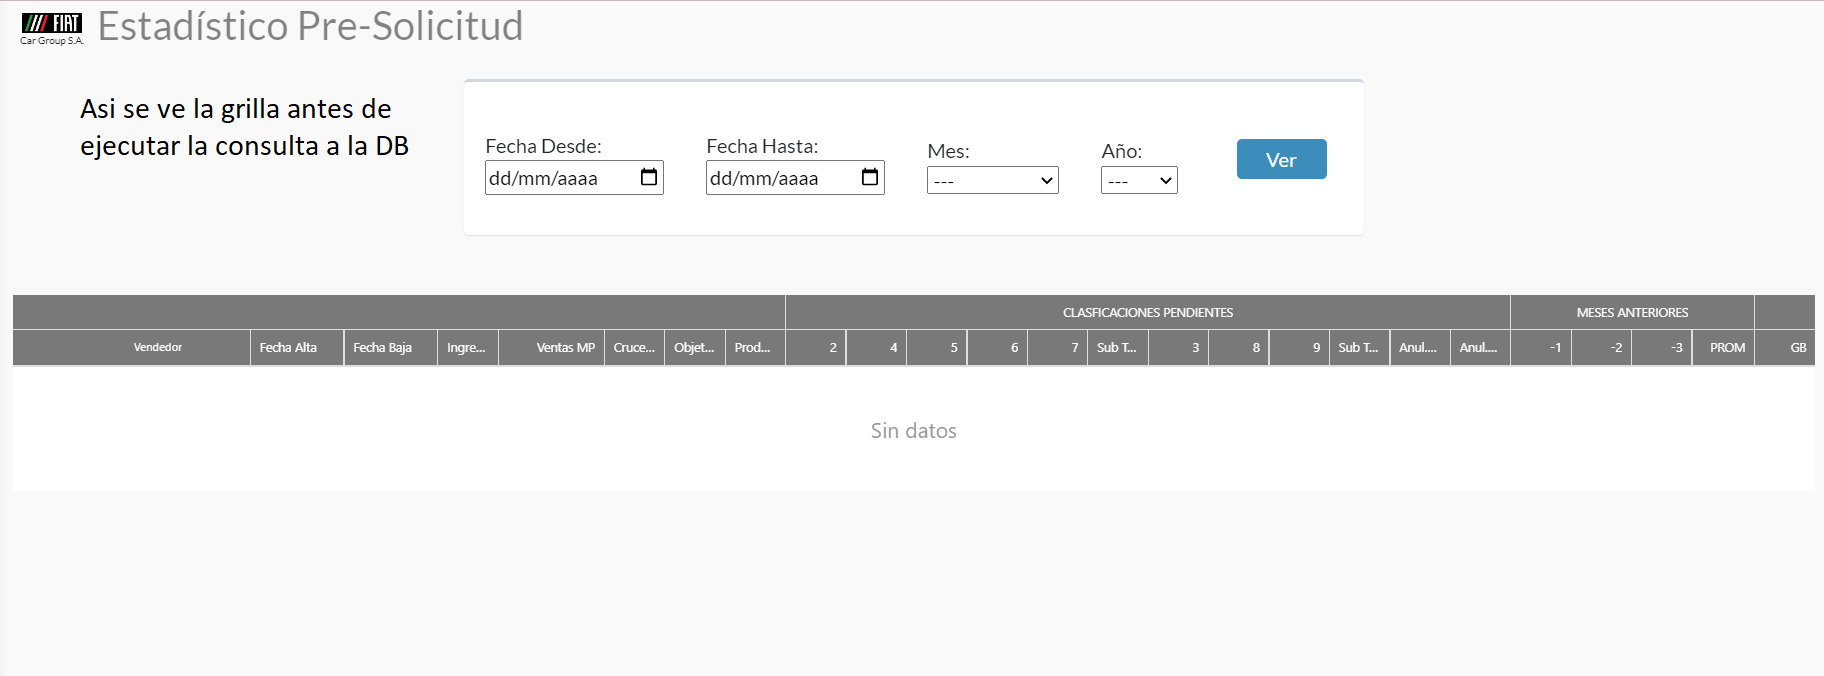 FIAT
Car Group S.A.
Estadístico Pre-Solicitud
Asi se ve la grilla antes de
ejecutar la consulta a la DB
Fecha Desde:
dd/mm/aaaa
Fecha Hasta:
dd/mm/aaaa
Mes:
---
Año:
---
Ver
CLASFICACIONES PENDIENTES
MESES ANTERIORES
Vendedor Fecha Alta Fecha Baja Ingre... Ventas MP Cruce... Objet... Prod... 2 4 5 6 7 Sub T... 3 8 9 Sub T... Anul.... Anul.... -1 -2 -3 PROM GB
Sin datos